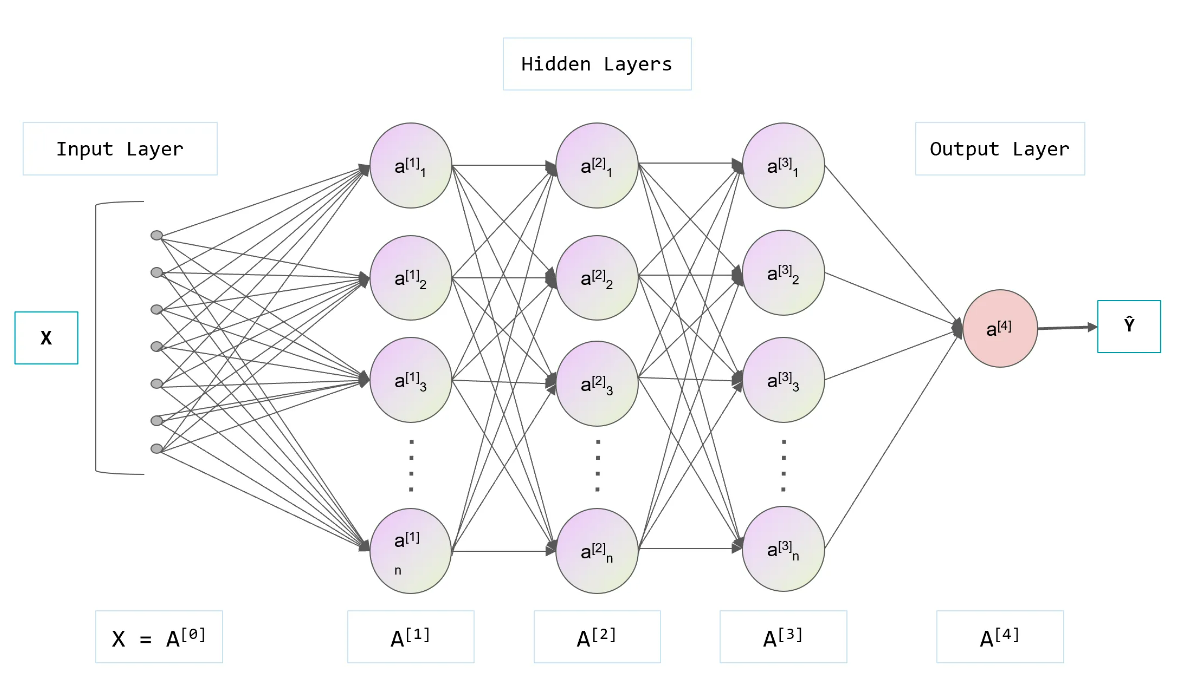 Hidden Layers
Input Layer
Output Layer
X
a[1]1
a[1]2
a[1]3
a[1]
n
a[2]1
a[2]2
a[2]3
a[2]n
a[3]1
a[3]2
a[3]3
a[3]n
a[4]
Ŷ
X = A[0]
A[1]
A[2]
A[3]
A[4]